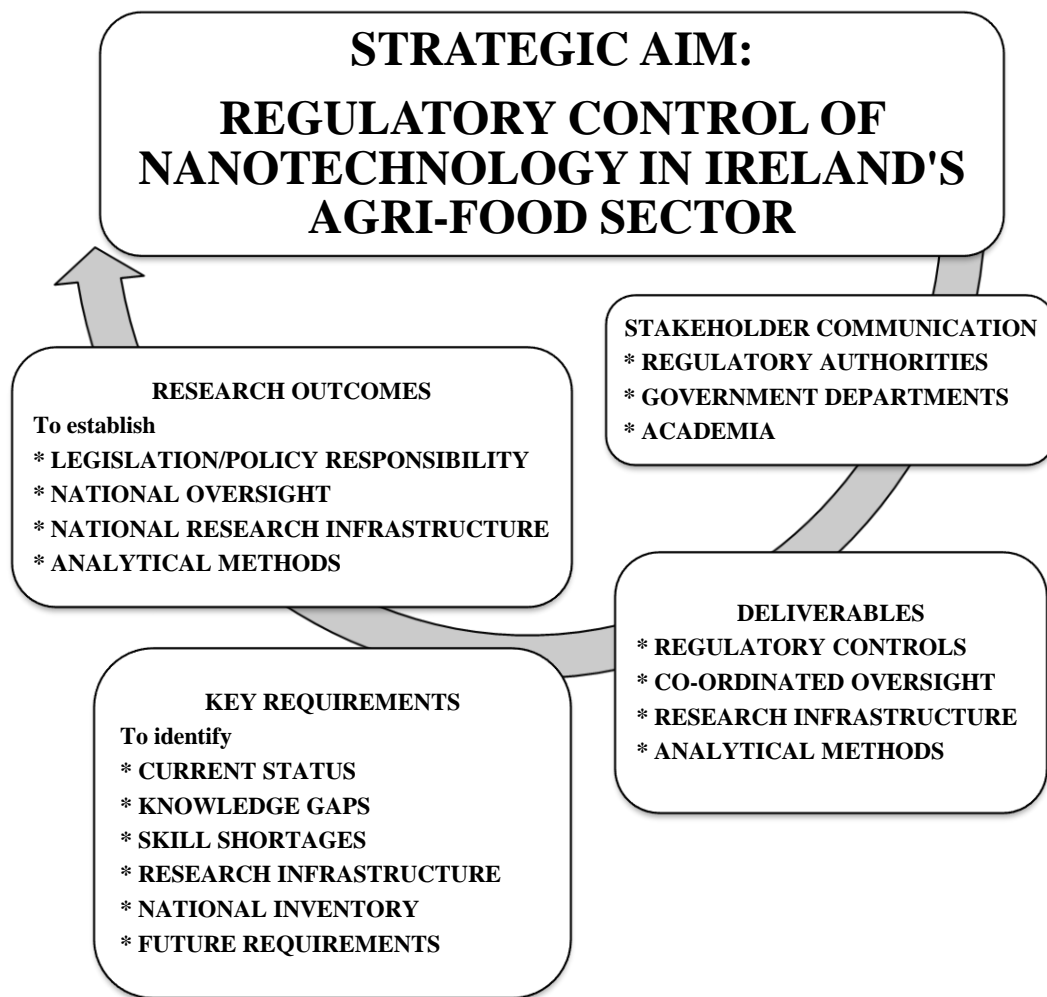 STRATEGIC AIM:
REGULATORY CONTROL OF
NANOTECHNOLOGY IN IRELAND'S
AGRI-FOOD SECTOR
STAKEHOLDER COMMUNICATION
* REGULATORY AUTHORITIES
* GOVERNMENT DEPARTMENTS
* ACADEMIA
DELIVERABLES
* REGULATORY CONTROLS
* CO-ORDINATED OVERSIGHT
* RESEARCH INFRASTRUCTURE
* ANALYTICAL METHODS
KEY REQUIREMENTS
To identify
* CURRENT STATUS
* KNOWLEDGE GAPS
* SKILL SHORTAGES
* RESEARCH INFRASTRUCTURE
* NATIONAL INVENTORY
* FUTURE REQUIREMENTS
RESEARCH OUTCOMES
To establish
* LEGISLATION/POLICY RESPONSIBILITY
* NATIONAL OVERSIGHT
* NATIONAL RESEARCH INFRASTRUCTURE
* ANALYTICAL METHODS